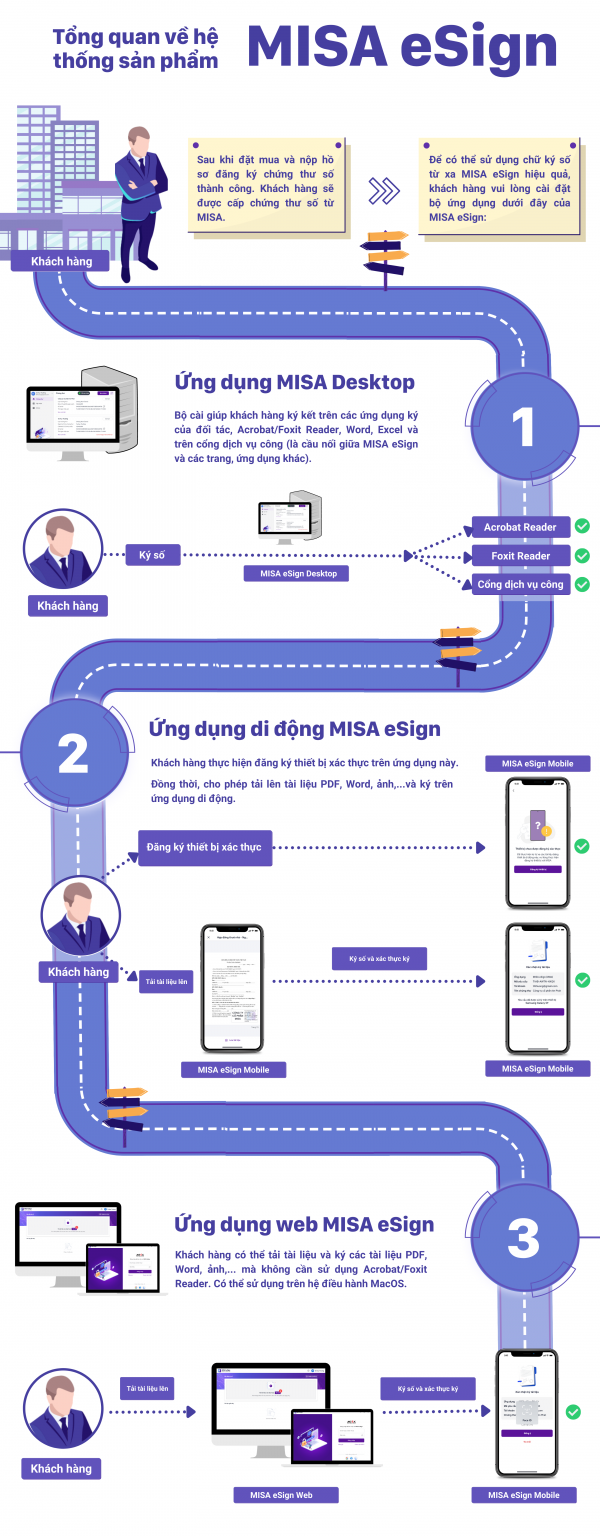 Tổng quan về hệ
thống sản phẩm
MISA eSign
Sau khi đặt mua và nộp hồ
sơ đăng ký chứng thư số
thành công. Khách hàng sẽ
được cấp chứng thư số từ
MISA.
Để có thể sử dụng chữ ký số
từ xa MISA eSign hiệu quả,
khách hàng vui lòng cài đặt
bộ ứng dụng dưới đây của
MISA eSign:
Khách hàng
Ứng dụng MISA Desktop
1
Bộ cài giúp khách hàng ký kết trên các ứng dụng ký
của đối tác, Acrobat/Foxit Reader, Word, Excel và
trên cổng dịch vụ công (là cầu nối giữa MISA eSign
và các trang, ứng dụng khác).
Ký số
MISA eSign Desktop
Acrobat Reader
Foxit Reader
Cổng dịch vụ công
Khách hàng
2
Ứng dụng di động MISA eSign
Khách hàng thực hiện đăng ký thiết bị xác thực trên ứng dụng này.
Đồng thời, cho phép tải lên tài liệu PDF, Word, ảnh,...và ký trên
ứng dụng di động.
MISA eSign Mobile
Đăng ký thiết bị xác thực
Khách hàng
Tải tài liệu lên
Ký số và xác thực ký
MISA eSign Mobile
MISA eSign Mobile
Ứng dụng web MISA eSign
3
Khách hàng có thể tải tài liệu và ký các tài liệu PDF,
Word, ảnh,... mà không cần sử dụng Acrobat/Foxit
Reader. Có thể sử dụng trên hệ điều hành MacOS.
Tải tài liệu lên
Ký số và xác thực ký
Khách hàng
MISA eSign Web
MISA eSign Mobile